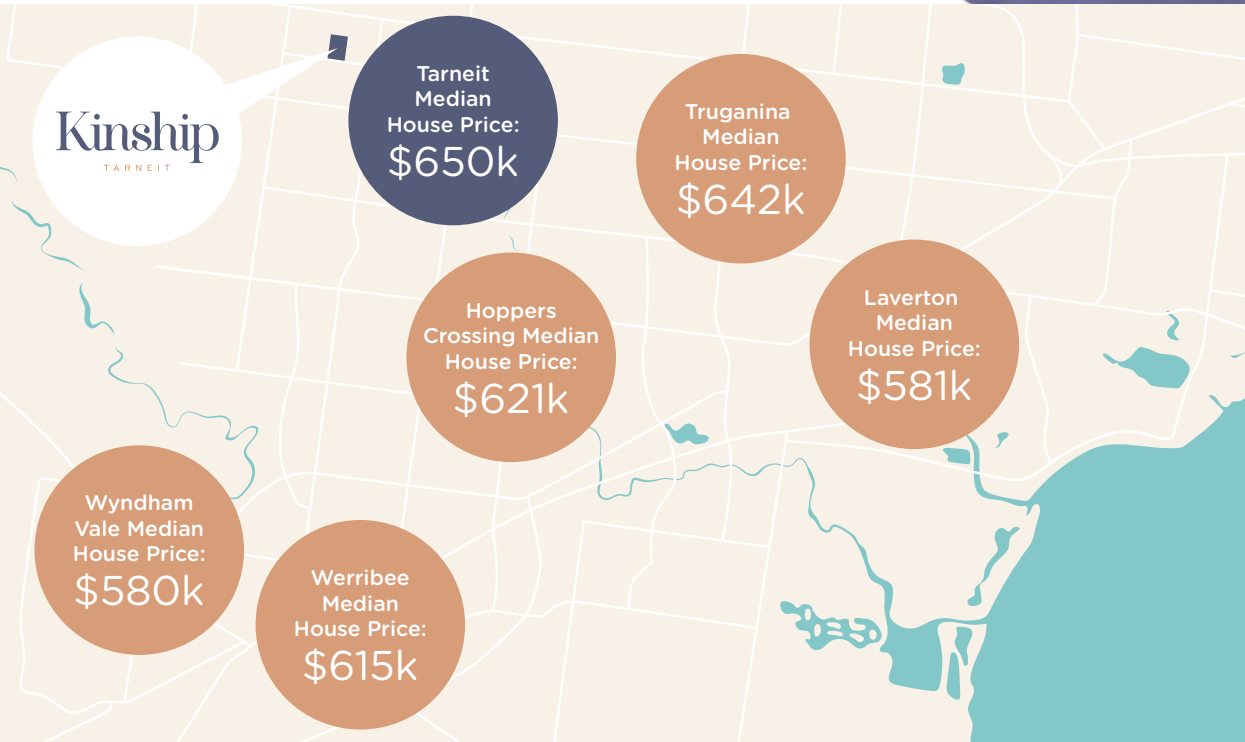 Kinship
TARNEIT
Tarneit
Median
House Price:
$650k
Truganina
Median
House Price:
$642k
Hoppers
Crossing Median
House Price:
$621k
Laverton
Median
House Price:
$581k
Wyndham
Vale Median
House Price:
$580k
Werribee
Median
House Price:
$615k